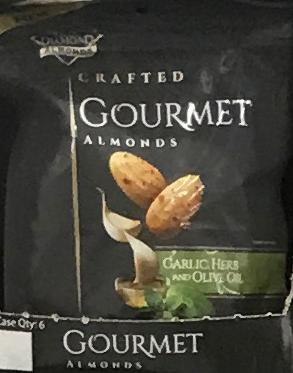 DIAMOND
ALMONDS
CRAFTED
GOURMET
ALMONDS
GARLIC, HERB
AND OLIVE OIL
Case Qty: 6
GOURMET
ALMONDS